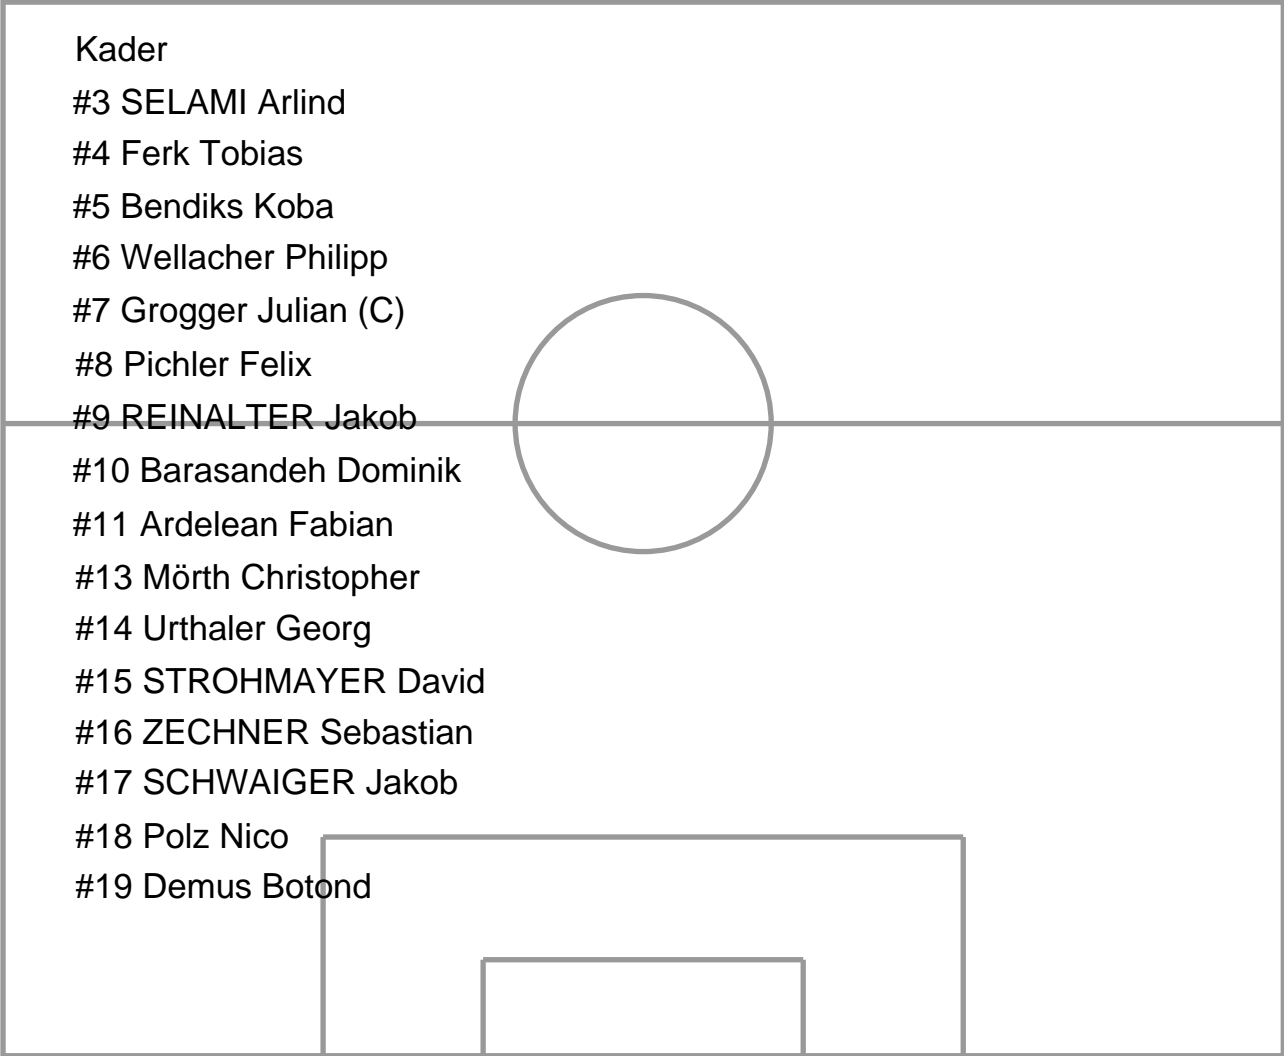 Kader
#3 SELAMI Arlind
#4 Ferk Tobias
#5 Bendiks Koba
#6 Wellacher Philipp
#7 Grogger Julian (C)
#8 Pichler Felix
#9 REINALTER Jakob
#10 Barasandeh Dominik
#11 Ardelean Fabian
#13 Mörth Christopher
#14 Urthaler Georg
#15 STROHMAYER David
#16 ZECHNER Sebastian
#17 SCHWAIGER Jakob
#18 Polz Nico
#19 Demus Botond